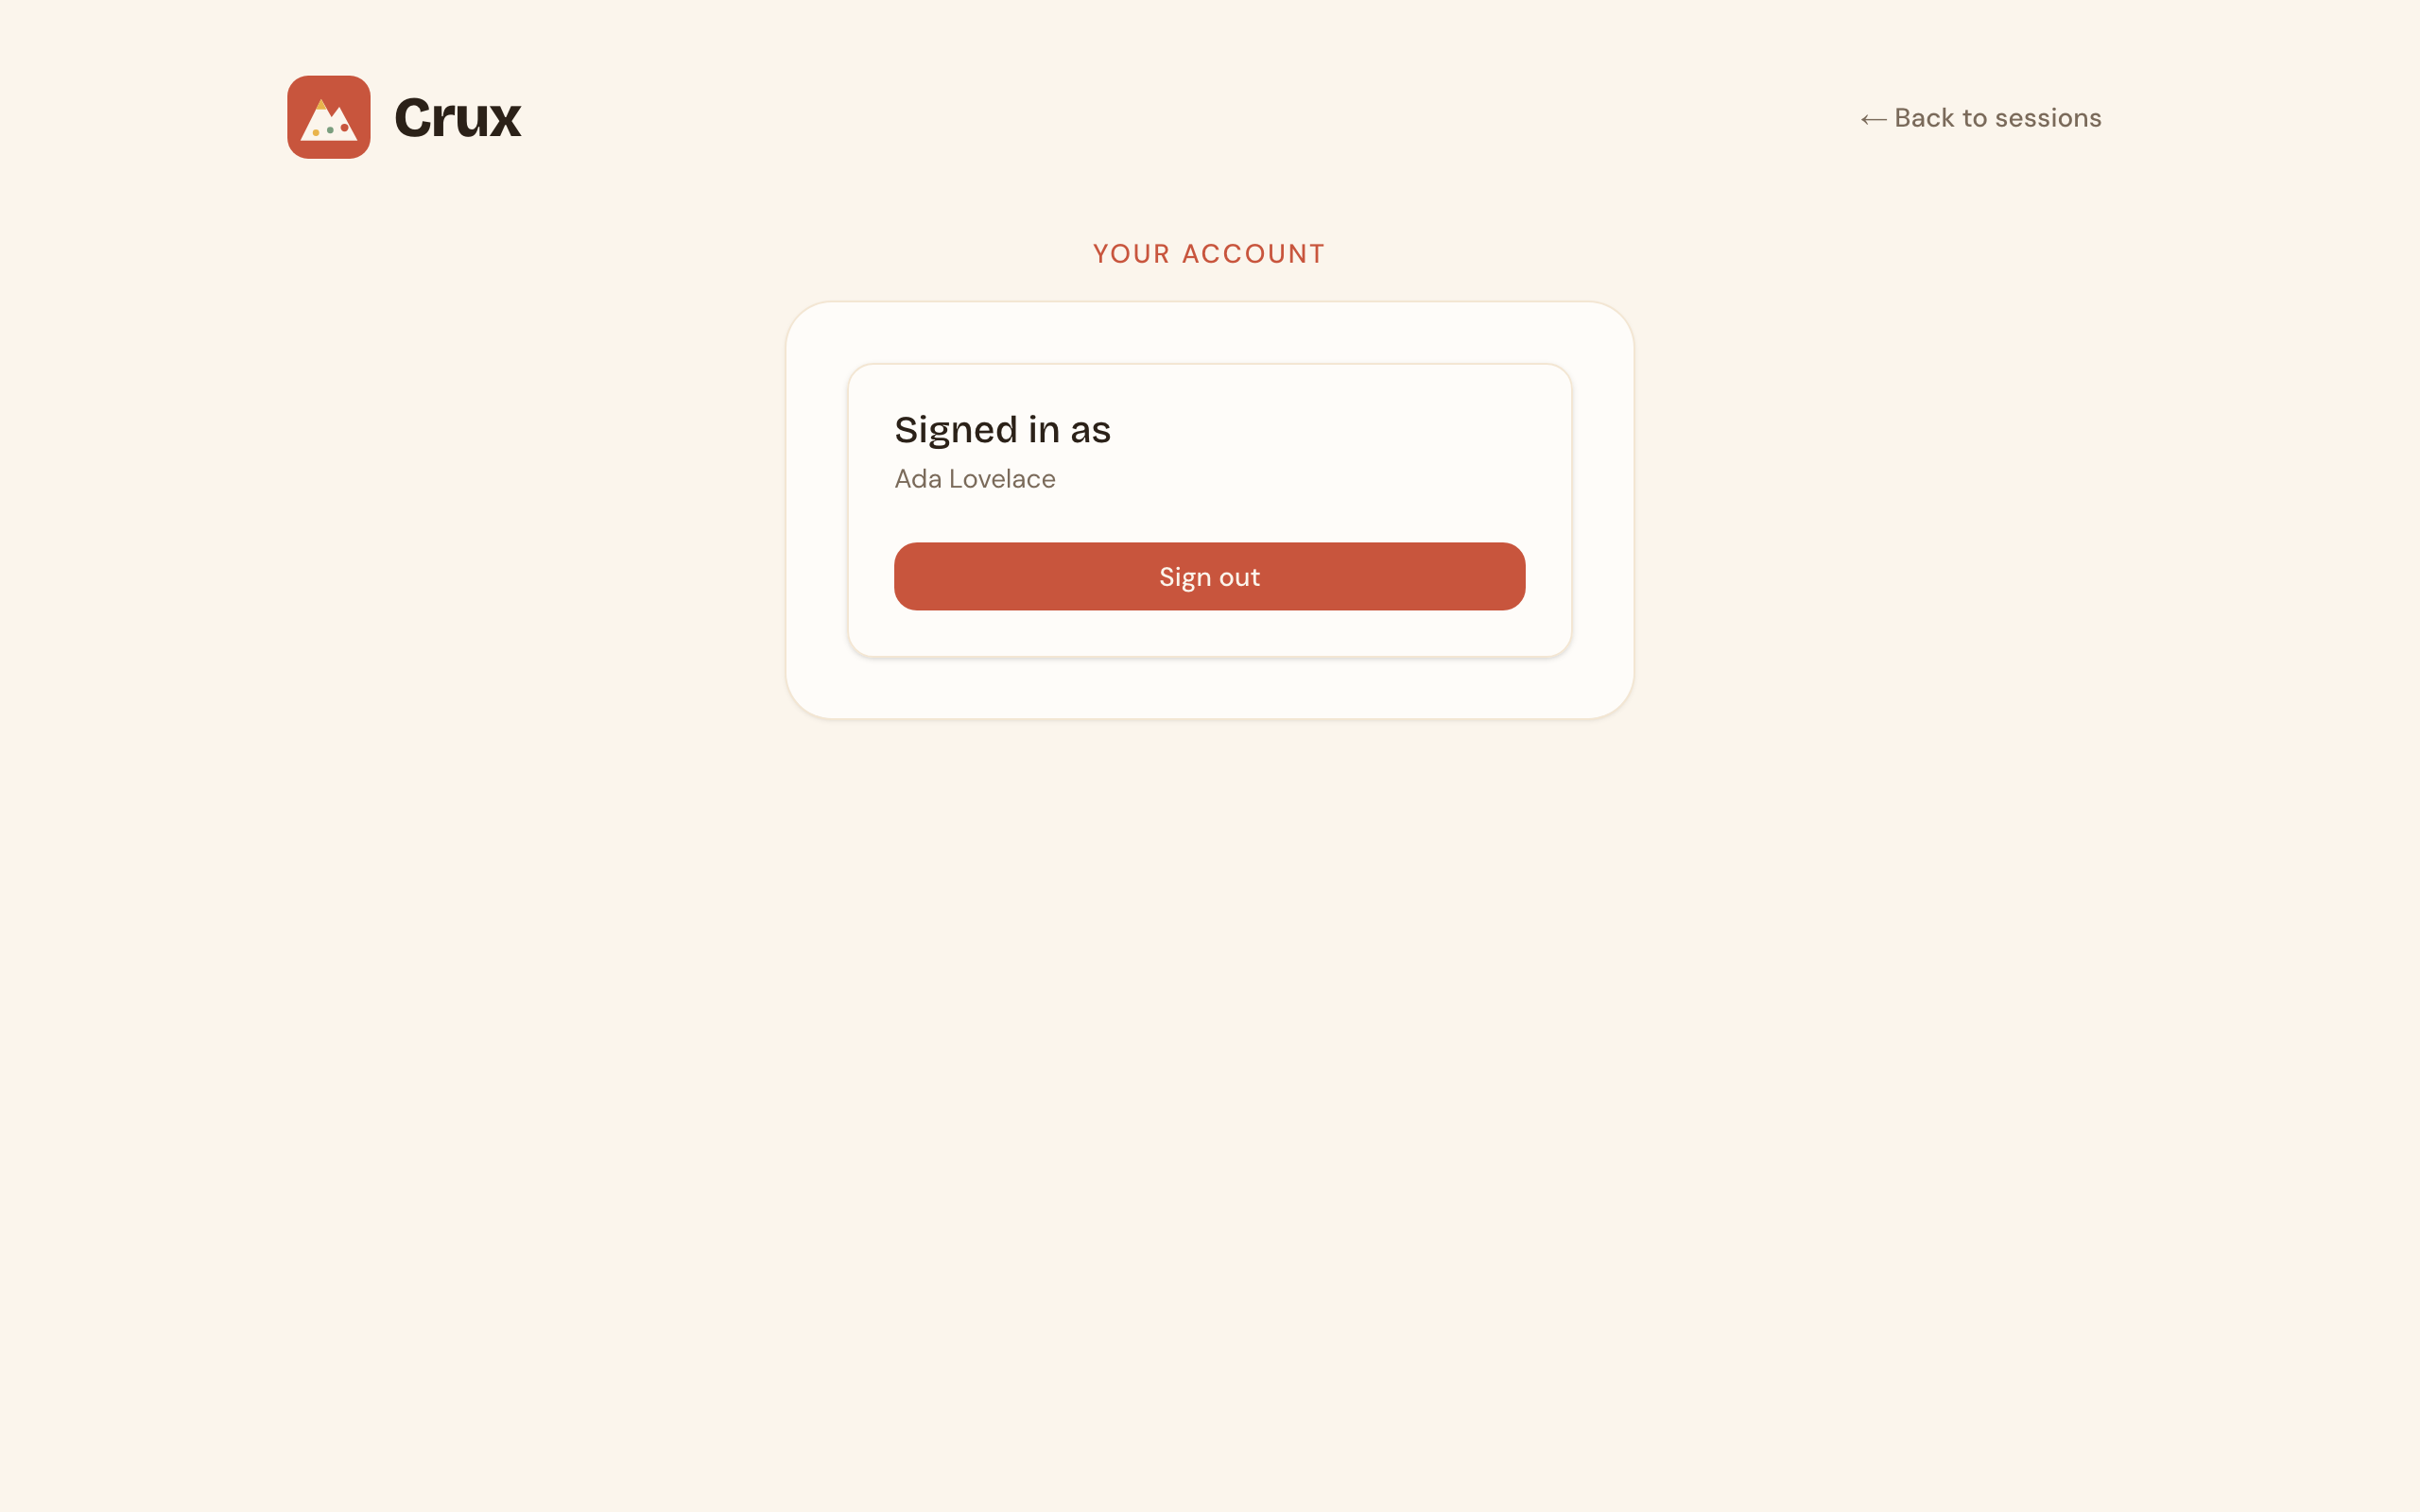 Crux
← Back to sessions
YOUR ACCOUNT
Signed in as
Ada Lovelace
Sign out